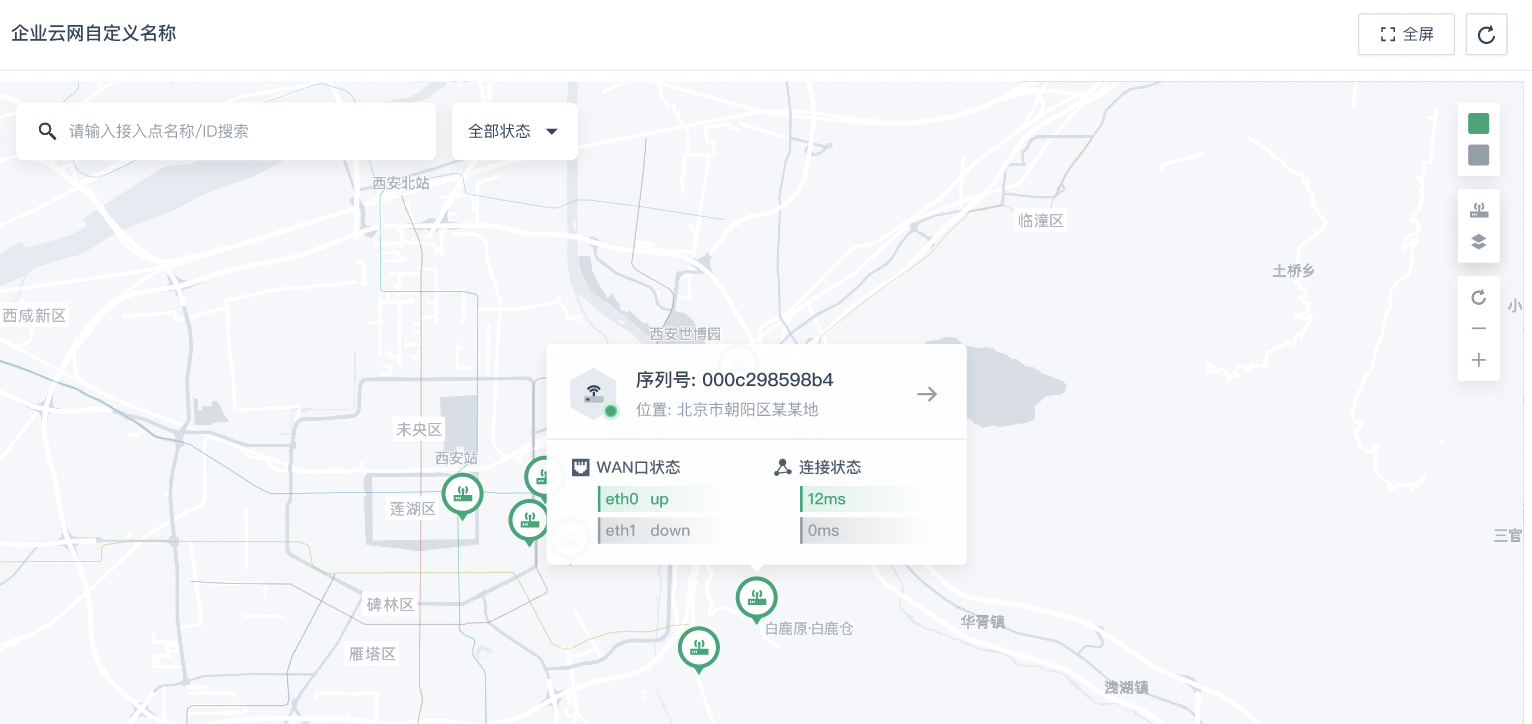 企业云网自定义名称
全屏
请输入接入点名称/ID搜索
全部状态
西安北站
临潼区
土桥乡
小
西咸新区
西安世博园
序列号: 000c298598b4
位置: 北京市朝阳区某某地
未央区
西安站
WAN口状态
连接状态
eth0 up
12ms
莲湖区
eth1 down
0ms
三官
碑林区
华胥镇
白鹿原·白鹿仓
雁塔区
洩湖镇